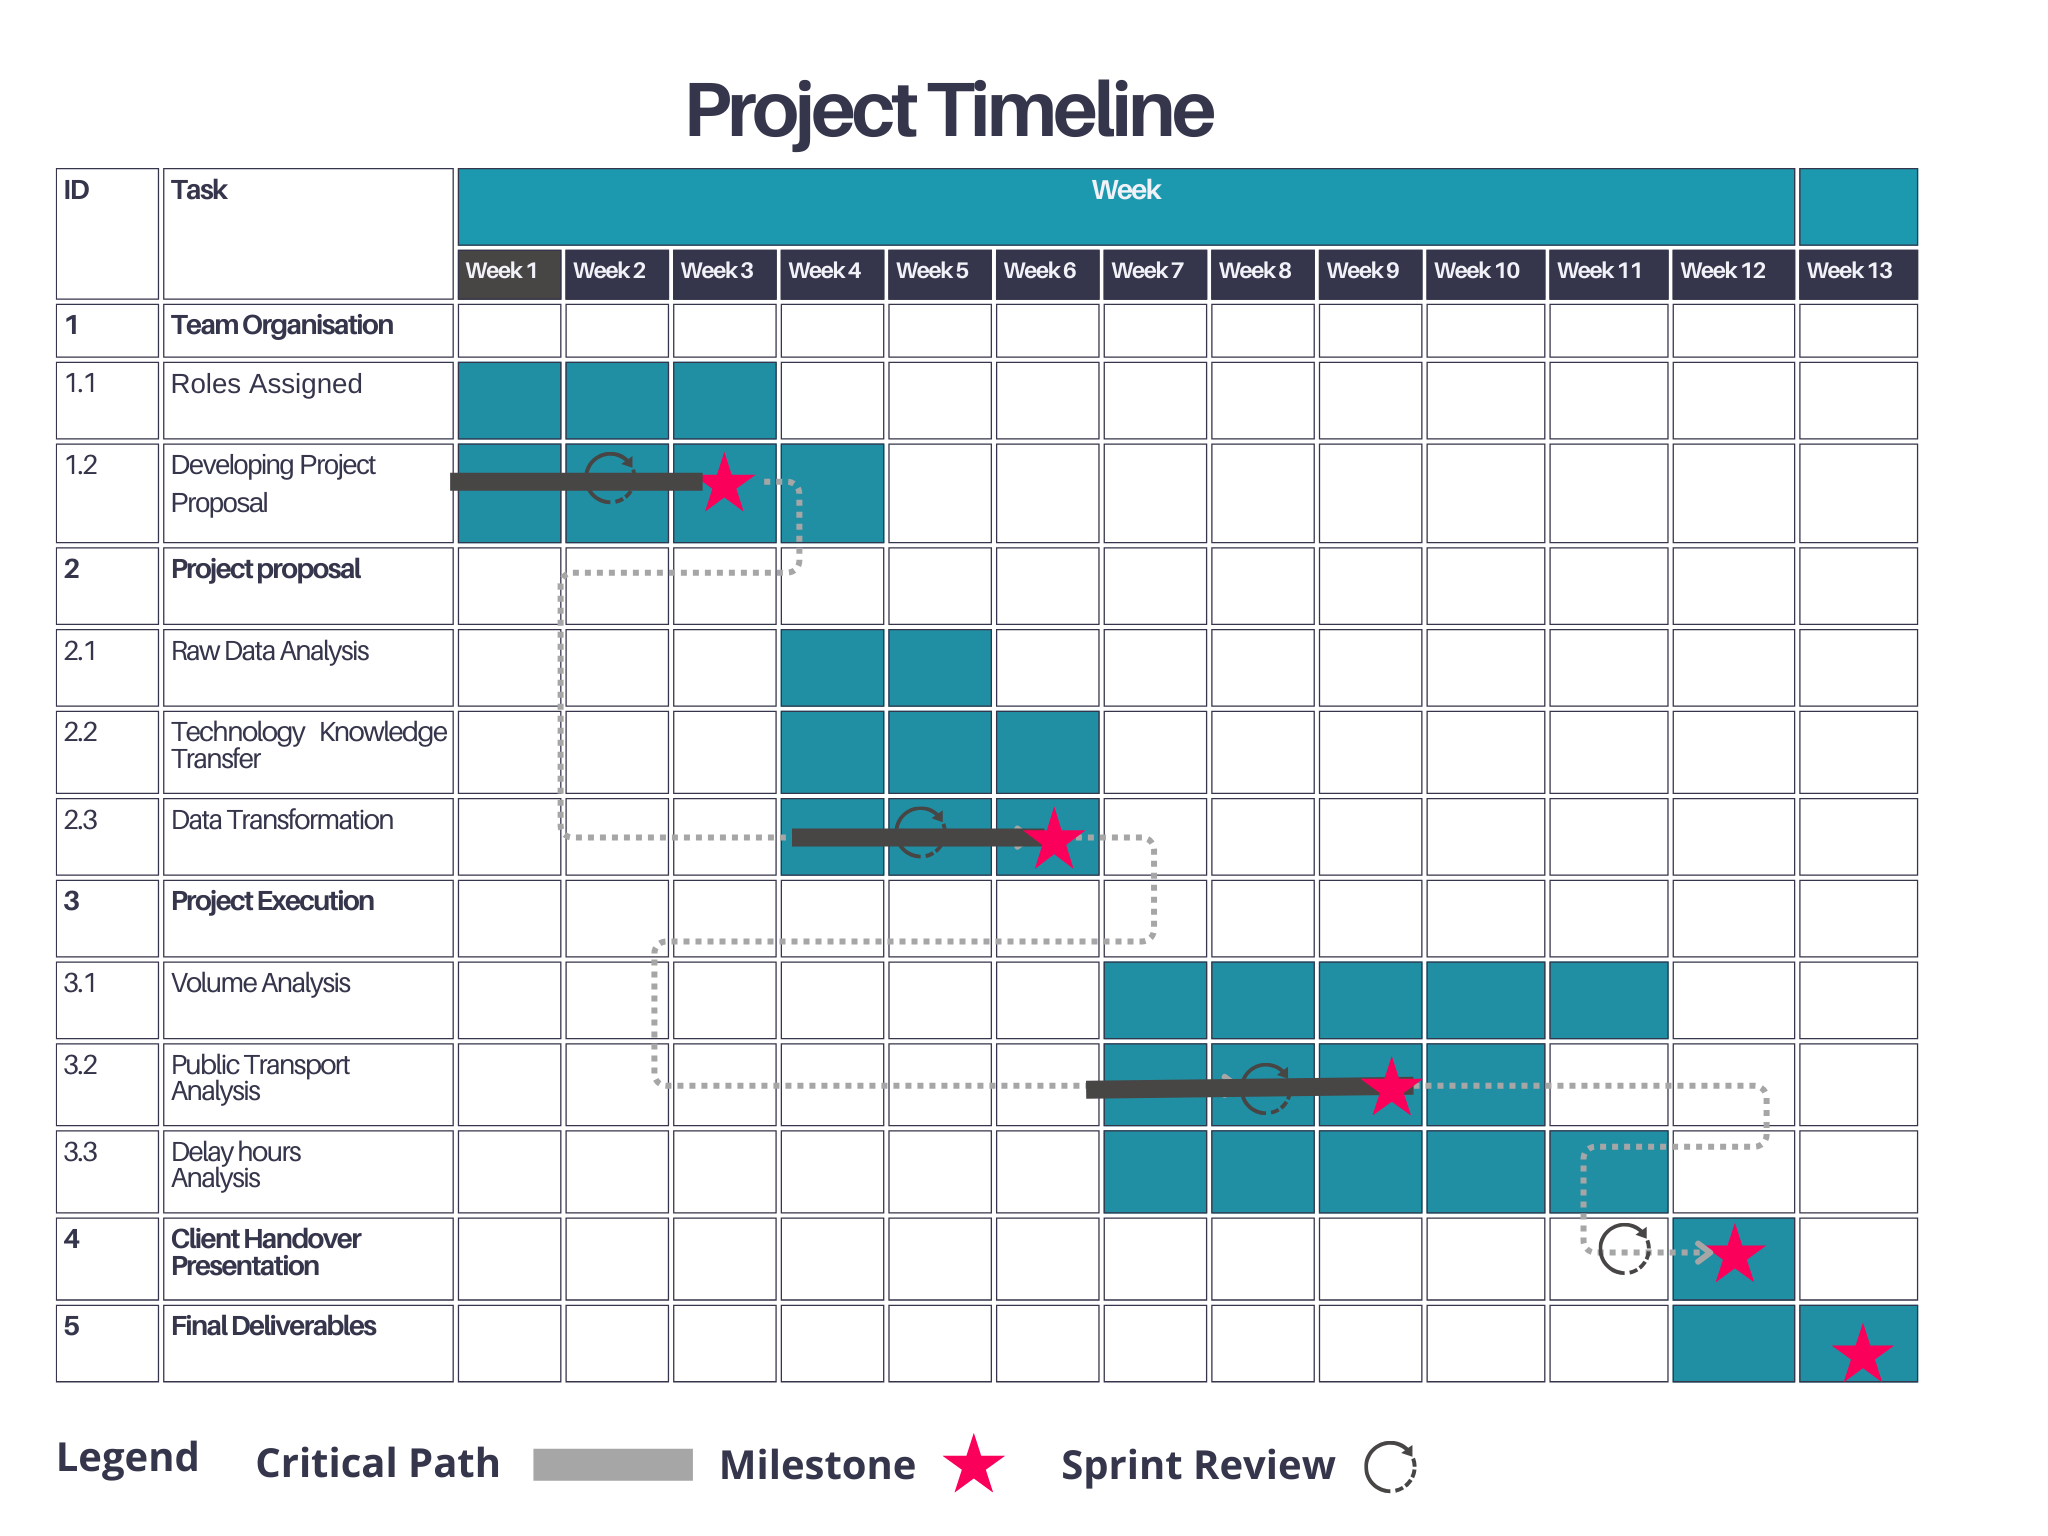 Project Timeline
ID Task Week
Week 1 Week 2 Week 3 Week 4 Week 5 Week 6 Week 7 Week 8 Week 9 Week 10 Week 11 Week 12 Week 13
1 Team Organisation
1.1 Roles Assigned
1.2 Developing Project
Proposal
2 Project proposal
2.1 Raw Data Analysis
2.2 Technology Knowledge
Transfer
2.3 Data Transformation
3 Project Execution
3.1 Volume Analysis
3.2 Public Transport
Analysis
3.3 Delay hours
Analysis
4 Client Handover
Presentation
5 Final Deliverables
Legend Critical Path Milestone Sprint Review